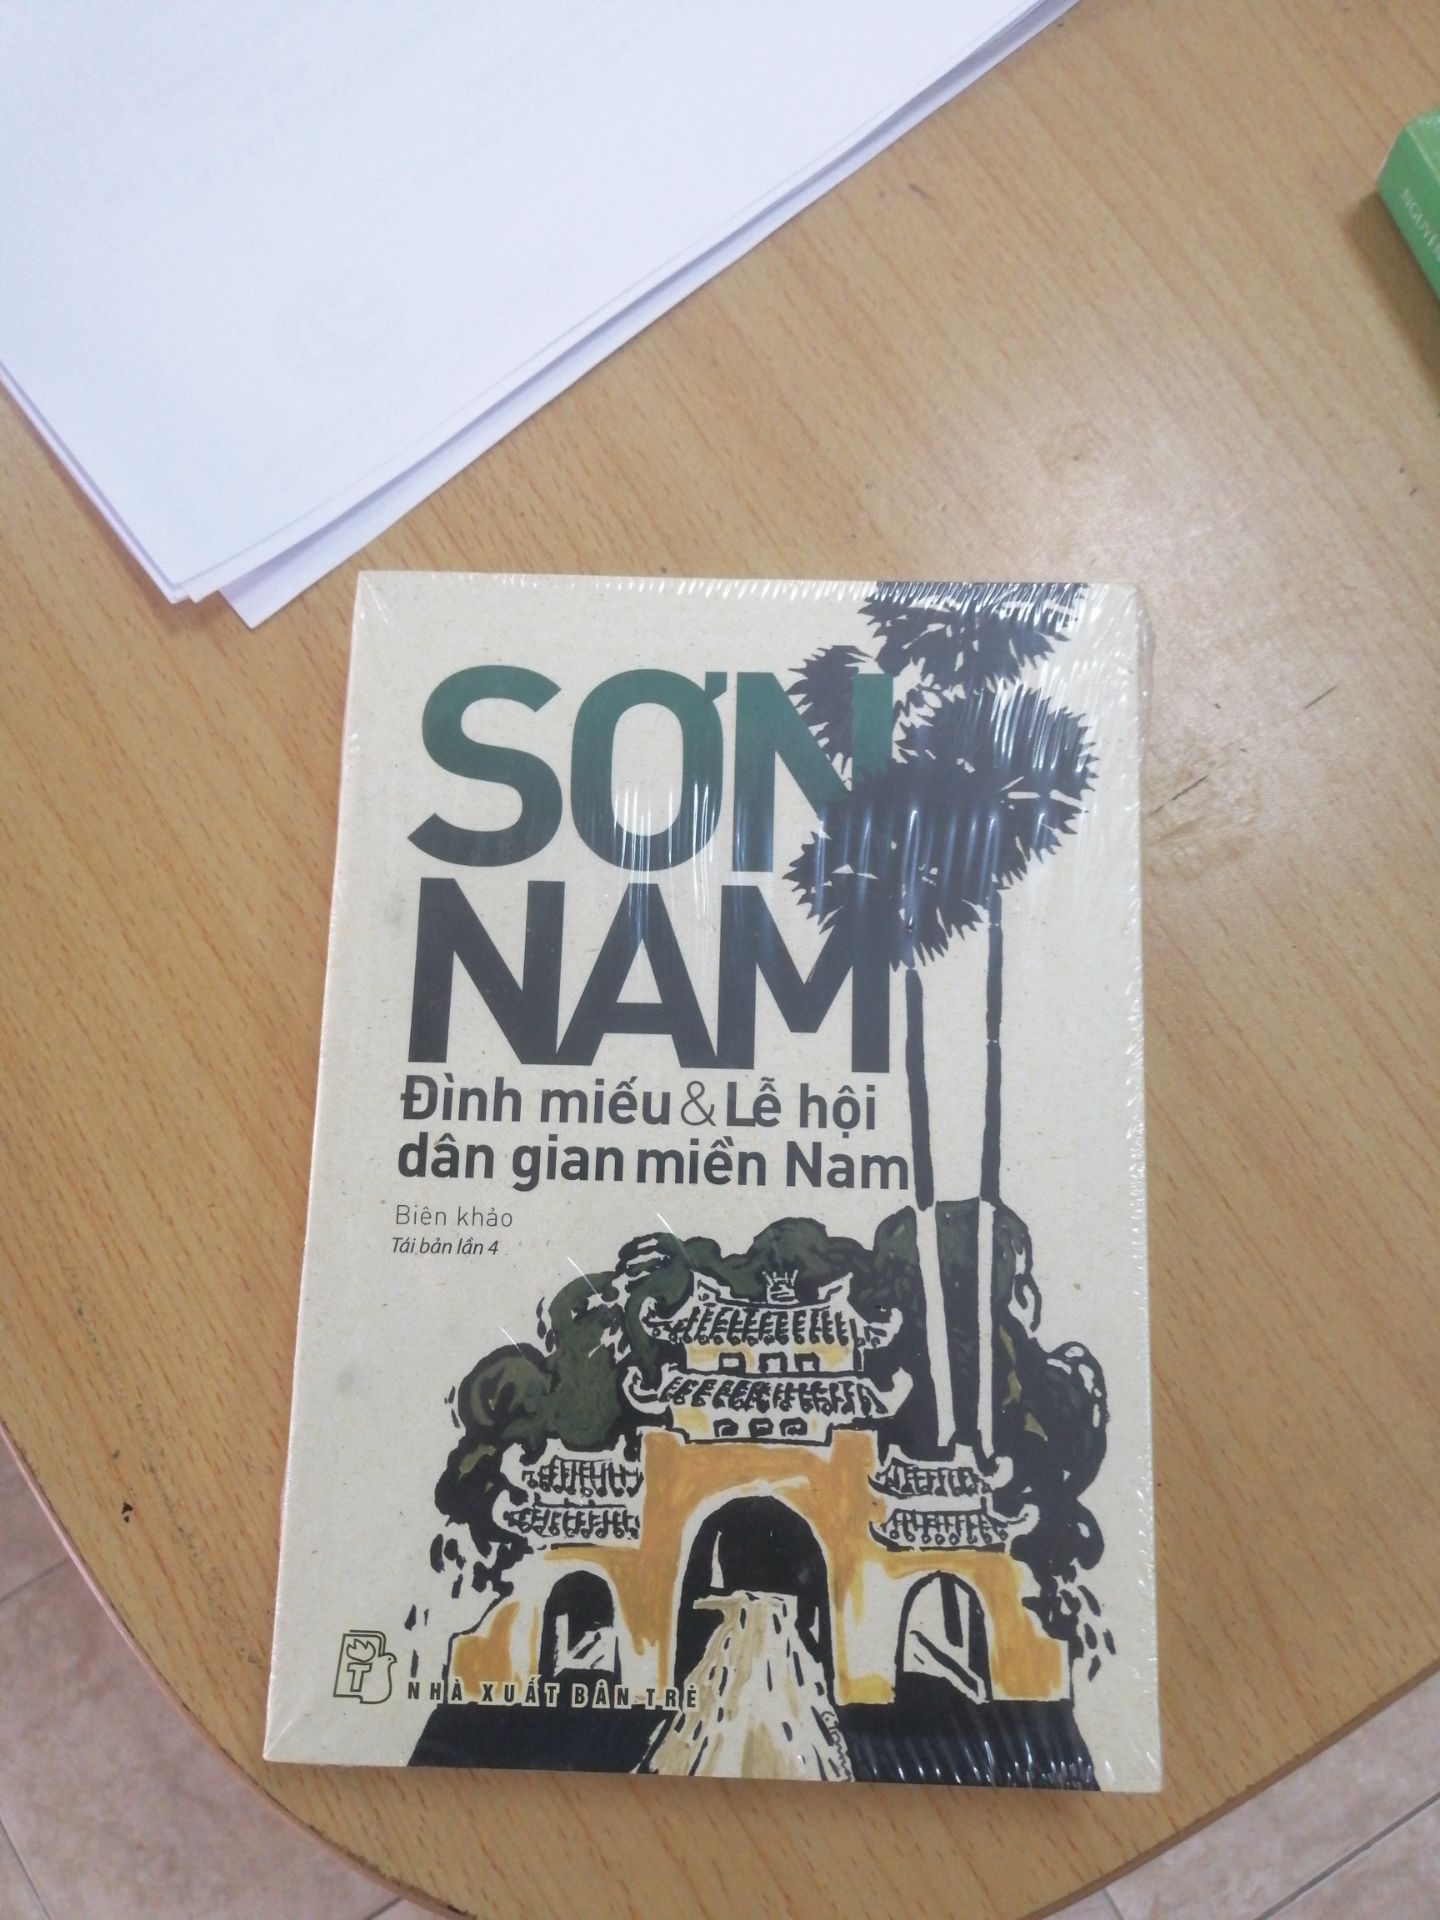 SƠN
NAM
Đình miếu & Lễ hội
dân gian miền Nam
Biên khảo
Tái bản lần 4
T
NHÀ XUẤT BẢN TRẺ